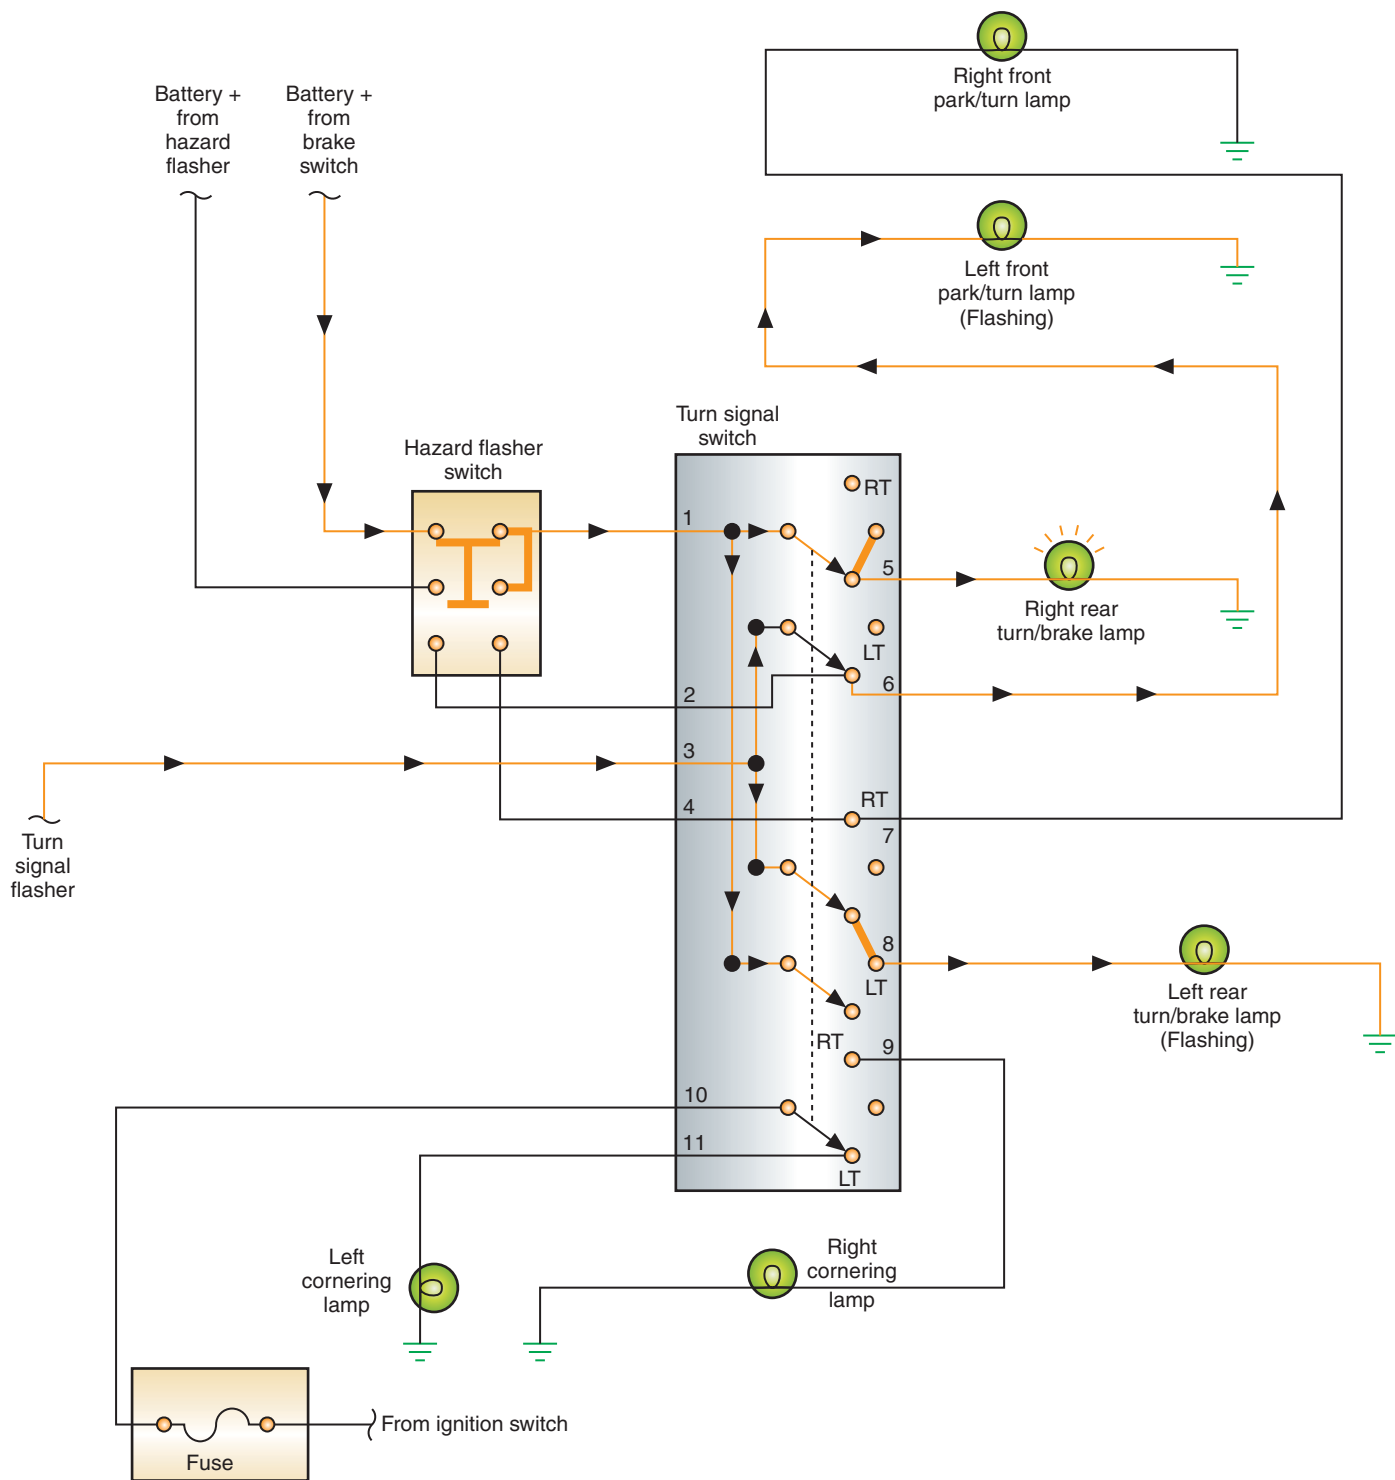 Right front
park/turn lamp
Battery +
from
hazard
flasher
Battery +
from
brake
switch
Left front
park/turn lamp
(Flashing)
Turn signal
switch
Hazard flasher
switch
RT
1
5
Right rear
turn/brake lamp
LT
6
2
3
RT
4
7
Turn
signal
flasher
8
LT
Left rear
turn/brake lamp
(Flashing)
RT
9
10
11
LT
Left
cornering
lamp
Right
cornering
lamp
From ignition switch
Fuse